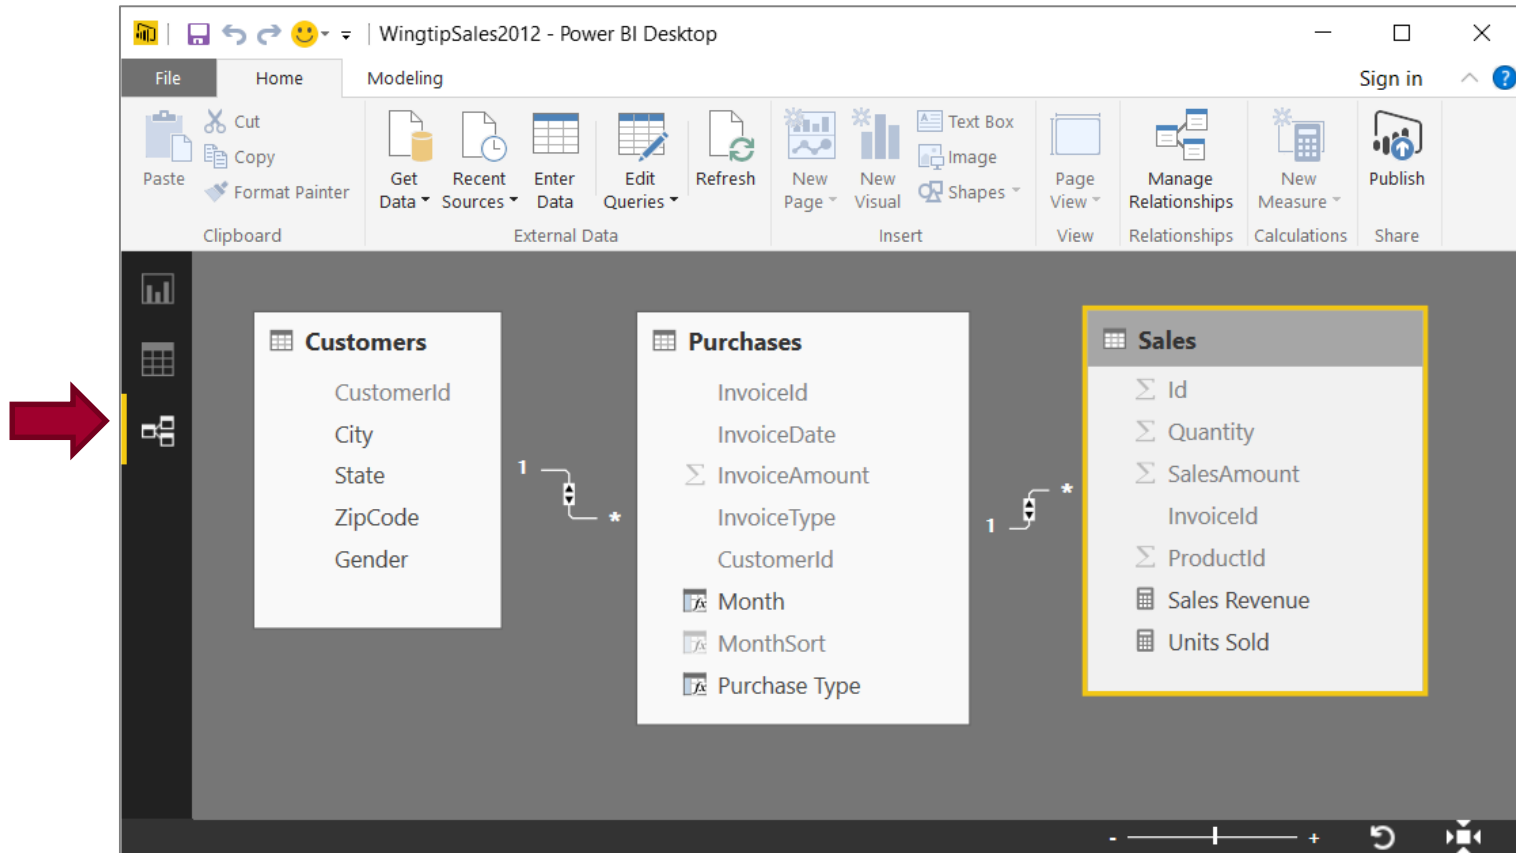 WingtipSales2012 - Power BI Desktop
File
Home
Modeling
Sign in
?
Paste
Cut
Copy
Format Painter
Clipboard
Get
Data
Recent
Sources
Enter
Data
Edit
Queries
Refresh
External Data
New
Page
New
Visual
Text Box
Image
Shapes
Insert
Page
View
View
Manage
Relationships
Relationships
New
Measure
Calculations
Publish
Share
Customers
CustomerId
City
State
ZipCode
Gender
1
*
Purchases
InvoiceId
InvoiceDate
Σ InvoiceAmount
InvoiceType
CustomerId
fx Month
fx MonthSort
fx Purchase Type
1
*
Sales
Σ Id
Σ Quantity
Σ SalesAmount
InvoiceId
Σ ProductId
Sales Revenue
Units Sold
- +